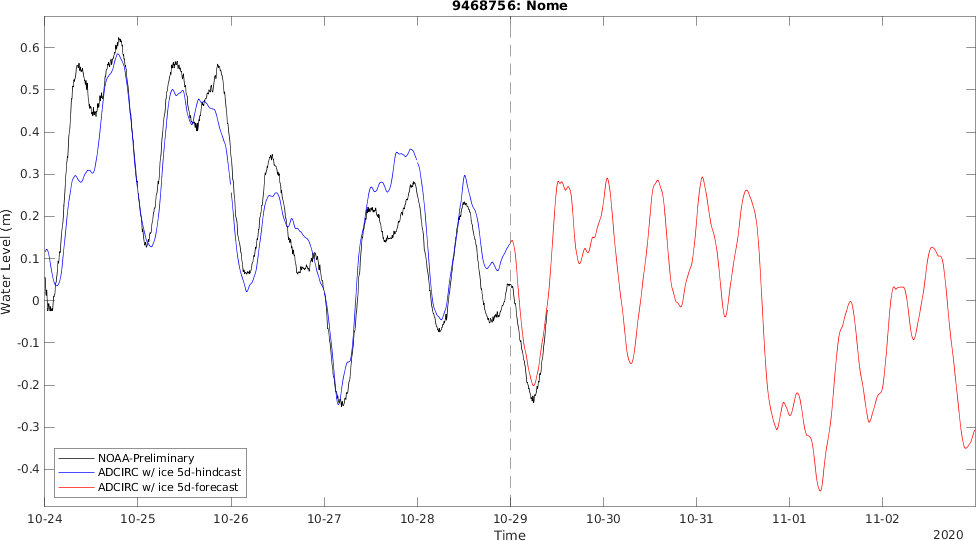 9468756: Nome
Water Level (m)
0.6
0.5
0.4
0.3
0.2
0.1
0
-0.1
-0.2
-0.3
-0.4
NOAA-Preliminary
ADCIRC w/ ice 5d-hindcast
ADCIRC w/ ice 5d-forecast
10-24 10-25 10-26 10-27 10-28 10-29 10-30 10-31 11-01 11-02
Time
2020